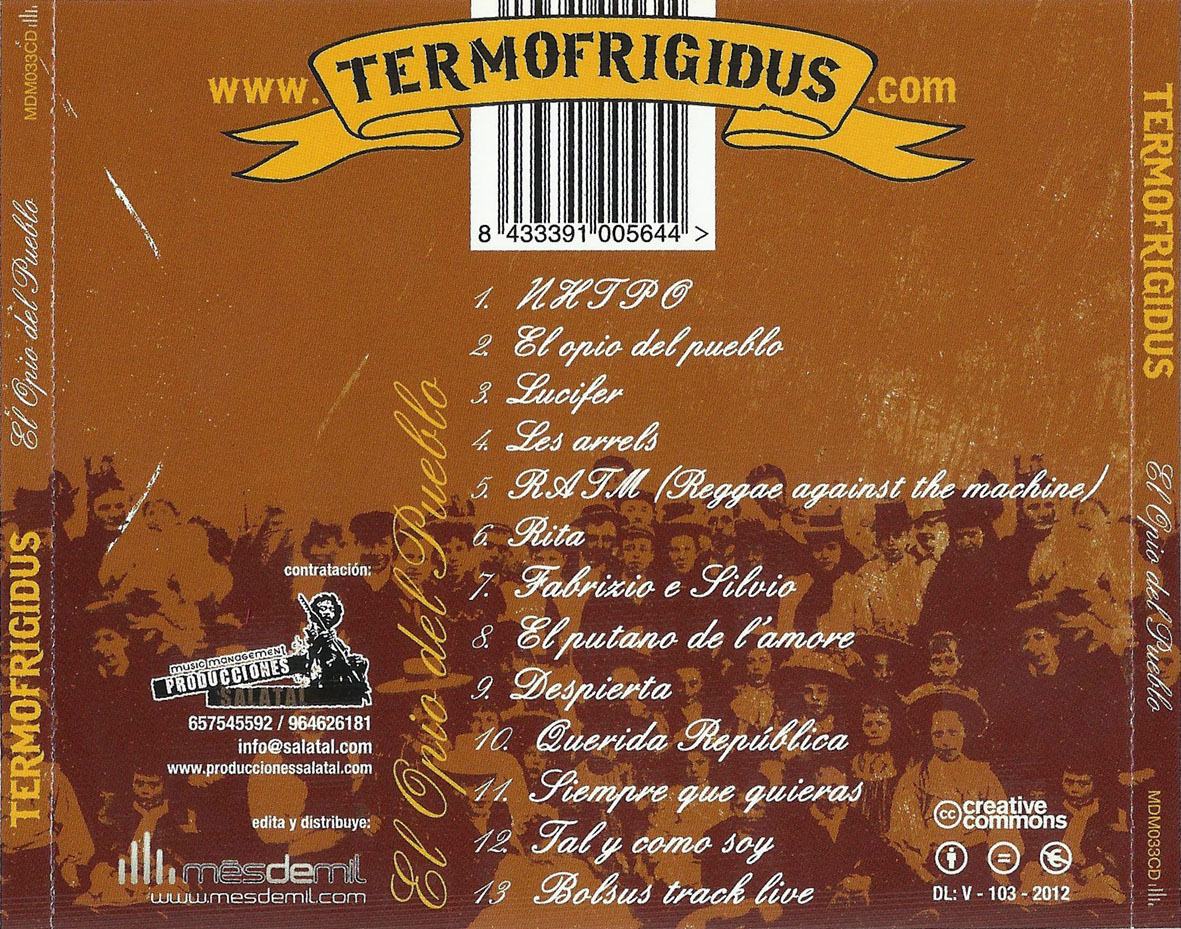 MDM033CD
El Opio del Pueblo
TERMOFRIGIDUS
www. TERMOFRIGIDUS .com
8 433391 005644 >
1. NHTPO
2. El opio del pueblo
3. Lucifer
4. Les arrels
5. RATM (Reggae against the machine)
6. Rita
7. Fabrizio e Silvio
8. El putano de l'amore
9. Despierta
10. Querida República
11. Siempre que quieras
12. Tal y como soy
13 Bolsus track live
El Opio del Pueblo
contratación:
MUSIC MANAGEMENT
PRODUCCIONES
SALATAL
657545592 / 964626181
info@salatal.com
www.produccionessalatal.com
edita y distribuye:
mésdemil
www.mesdemil.com
cc creative
commons
DL: V - 103 - 2012
TERMOFRIGIDUS
El Opio del Pueblo
MDM033CD